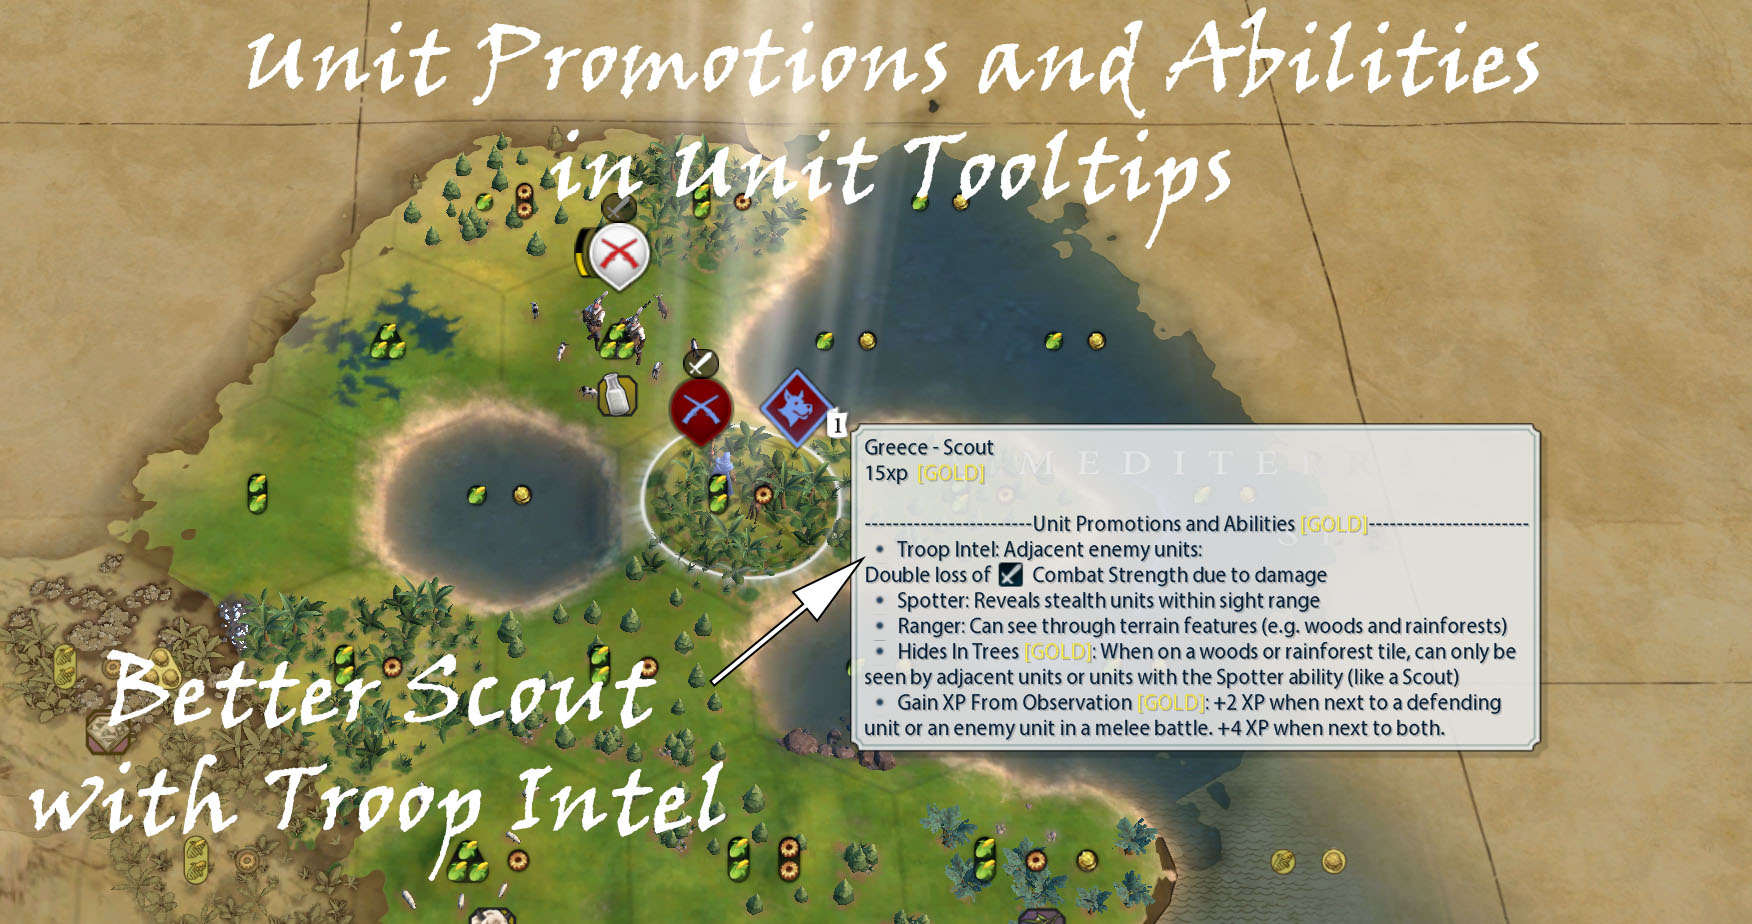 Unit Promotions and Abilities
in Unit Tooltips
1
Greece - Scout
15xp [GOLD]
MEDITE
-----------------------Unit Promotions and Abilities [GOLD]----------------------
• Troop Intel: Adjacent enemy units:
Double loss of Combat Strength due to damage
• Spotter: Reveals stealth units within sight range
• Ranger: Can see through terrain features (e.g. woods and rainforests)
• Hides In Trees [GOLD]: When on a woods or rainforest tile, can only be
seen by adjacent units or units with the Spotter ability (like a Scout)
• Gain XP From Observation [GOLD]: +2 XP when next to a defending
unit or an enemy unit in a melee battle. +4 XP when next to both.
Better Scout
with Troop Intel